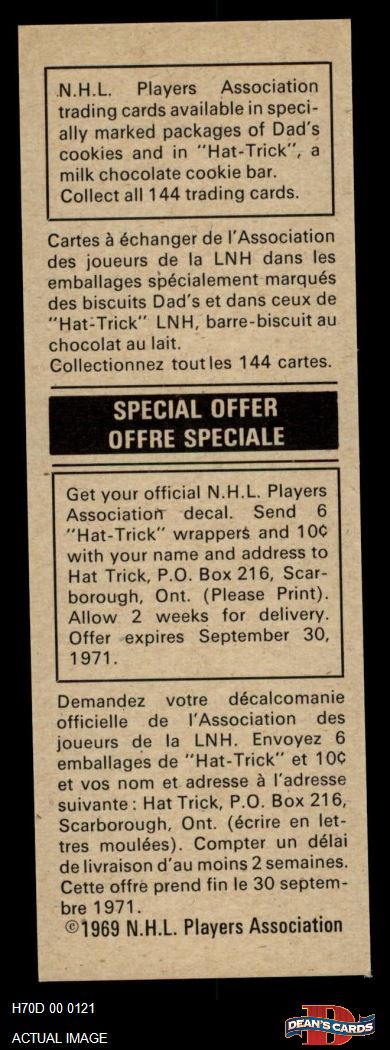 N.H.L. Players Association
trading cards available in speci-
ally marked packages of Dad's
cookies and in "Hat-Trick", a
milk chocolate cookie bar.
Collect all 144 trading cards.
Cartes à échanger de l'Association
des joueurs de la LNH dans les
emballages spécialement marqués
des biscuits Dad's et dans ceux de
"Hat-Trick" LNH, barre-biscuit au
chocolat au lait.
Collectionnez toutles 144 cartes.
SPECIAL OFFER
OFFRE SPECIALE
Get your official N.H.L. Players
Association decal. Send 6
"Hat-Trick" wrappers and 10¢
with your name and address to
Hat Trick, P.O. Box 216, Scar-
borough, Ont. (Please Print).
Allow 2 weeks for delivery.
Offer expires September 30,
1971.
Demandez votre décalcomanie
officielle de l'Association des
joueurs de la LNH. Envoyez 6
emballages de "Hat-Trick" et 10¢
et vos nom et adresse à l'adresse
suivante : Hat Trick, P.O. Box 216,
Scarborough, Ont. (écrire en let-
tres moulées). Compter un délai
de livraison d'au moins 2 semaines.
Cette offre prend fin le 30 septem-
bre 1971.
©1969 N.H.L. Players Association
H70D 00 0121
ACTUAL IMAGE
D
DEAN'S CARDS